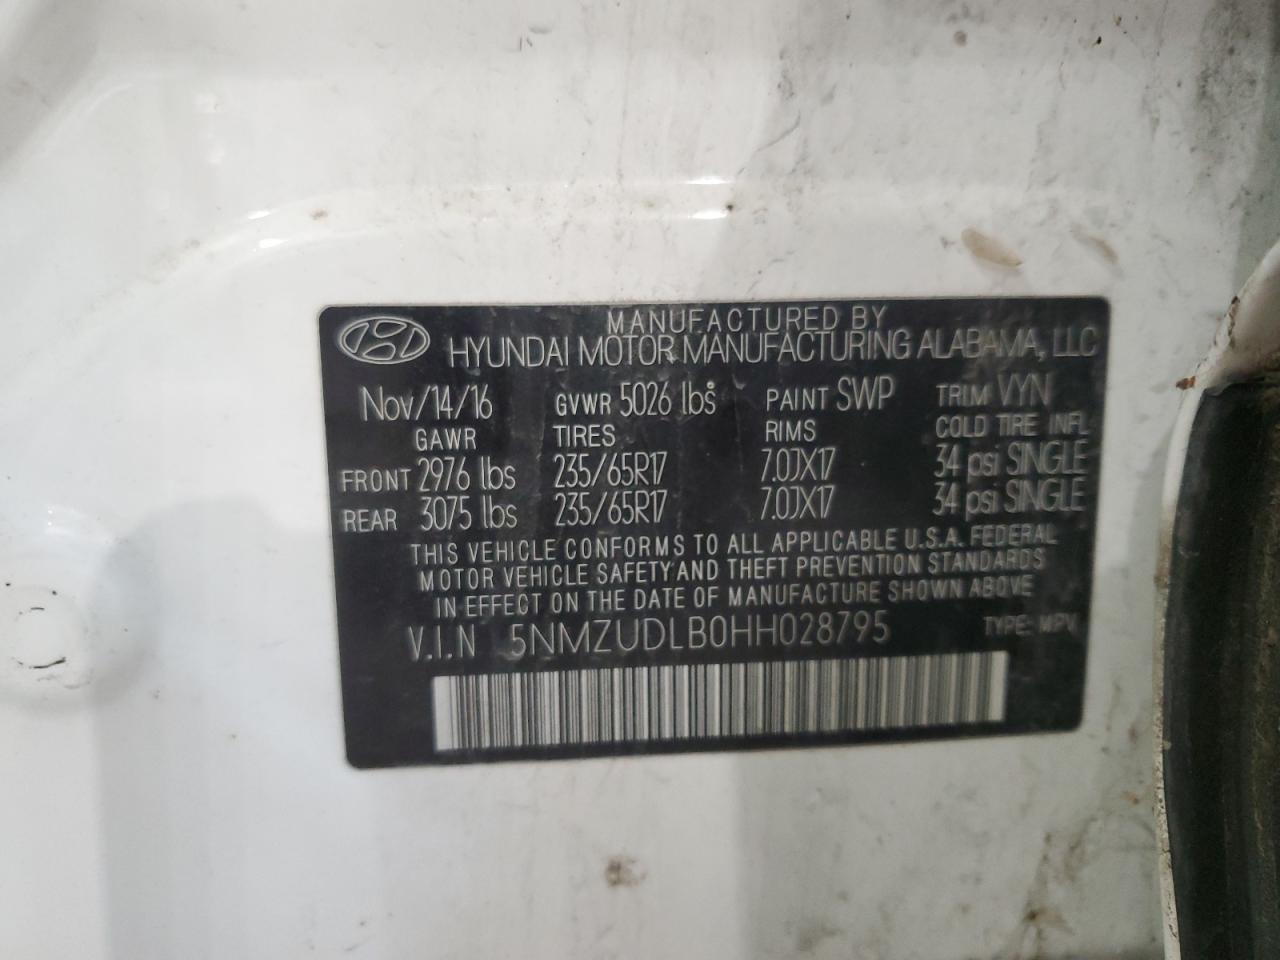 MANUFACTURED BY
HYUNDAI MOTOR MANUFACTURING ALABAMA, LLC
Nov/14/16 GVWR 5026 lbs PAINT SWP TRIM VYN
GAWR TIRES RIMS COLD TIRE INFL
FRONT 2976 lbs 235/65R17 7.0JX17 34 psi SINGLE
REAR 3075 lbs 235/65R17 7.0JX17 34 psi SINGLE
THIS VEHICLE CONFORMS TO ALL APPLICABLE U.S.A. FEDERAL
MOTOR VEHICLE SAFETY AND THEFT PREVENTION STANDARDS
IN EFFECT ON THE DATE OF MANUFACTURE SHOWN ABOVE
V.I.N 5NMZUDLB0HH028795 TYPE: MPV